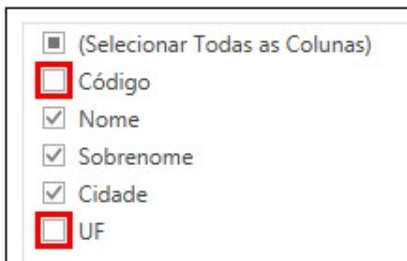 (Selecionar Todas as Colunas)
Código
Nome
Sobrenome
Cidade
UF